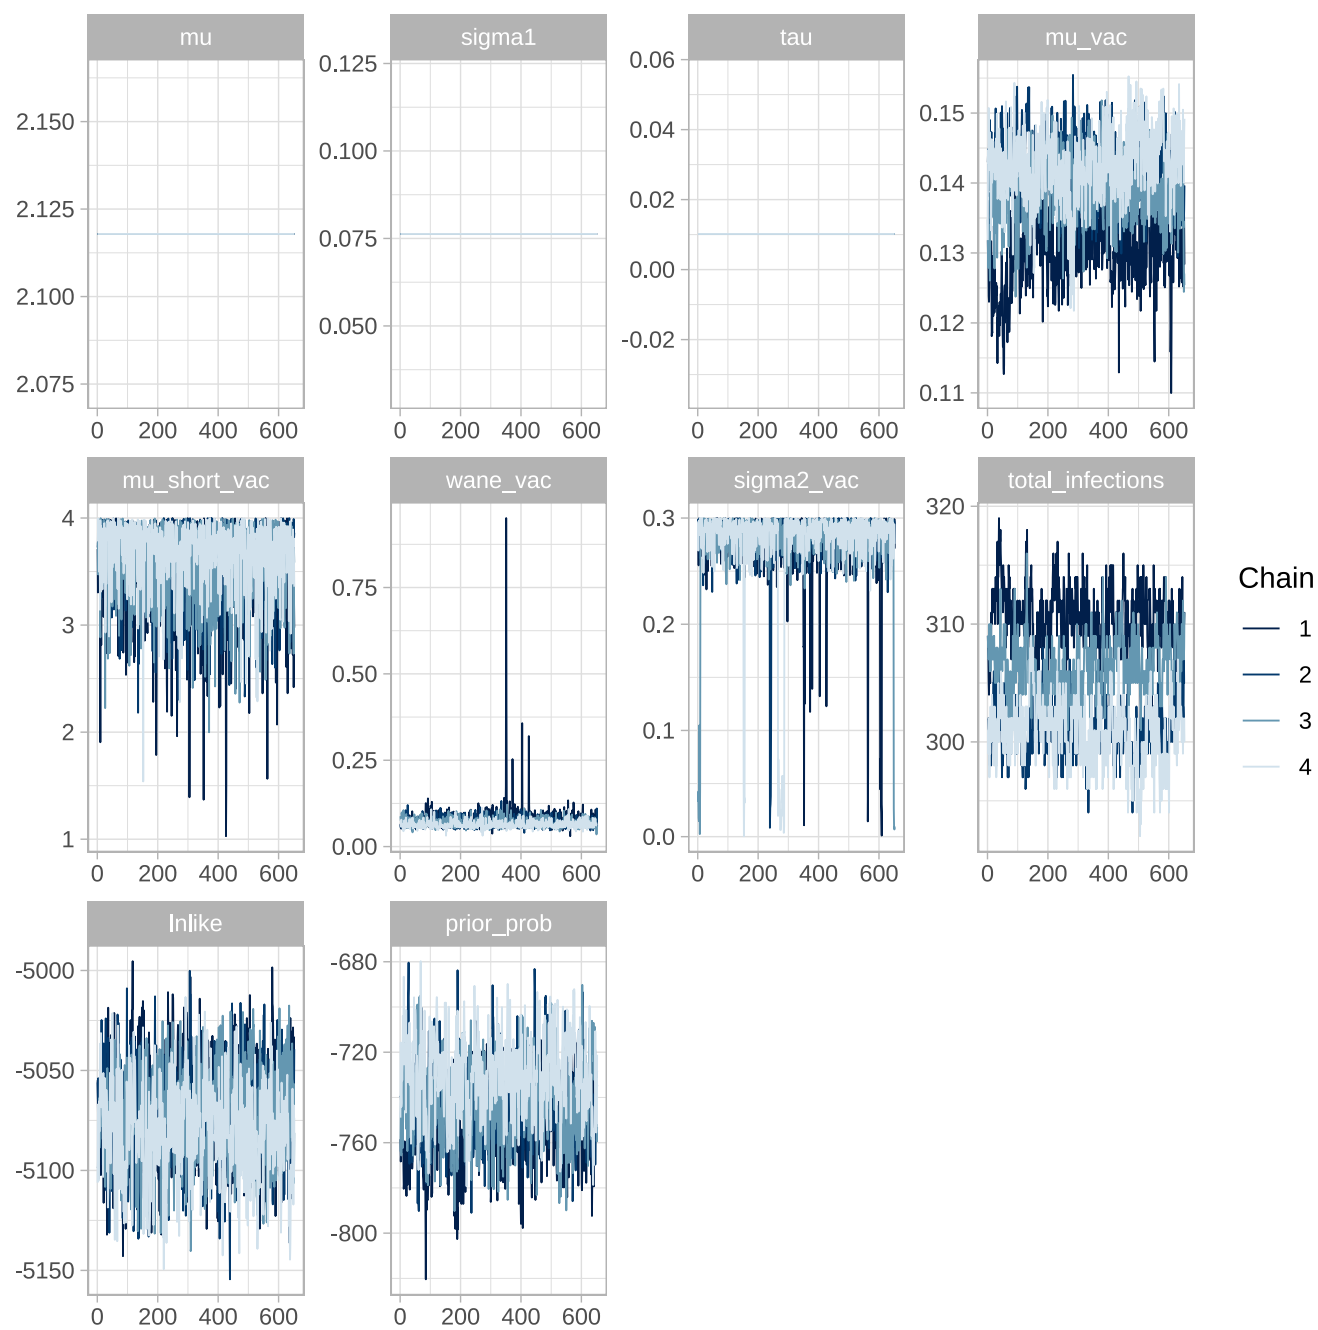 mu
sigma1
tau
mu_vac
2.150
2.125
2.100
2.075
0 200 400 600
0.125
0.100
0.075
0.050
0 200 400 600
0.06
0.04
0.02
0.00
-0.02
0 200 400 600
0.15
0.14
0.13
0.12
0.11
0 200 400 600
mu_short_vac
wane_vac
sigma2_vac
total_infections
4
3
2
1
0 200 400 600
0.75
0.50
0.25
0.00
0 200 400 600
0.3
0.2
0.1
0.0
0 200 400 600
320
310
300
0 200 400 600
Chain
1
2
3
4
lnlike
prior_prob
-5000
-5050
-5100
-5150
0 200 400 600
-680
-720
-760
-800
0 200 400 600